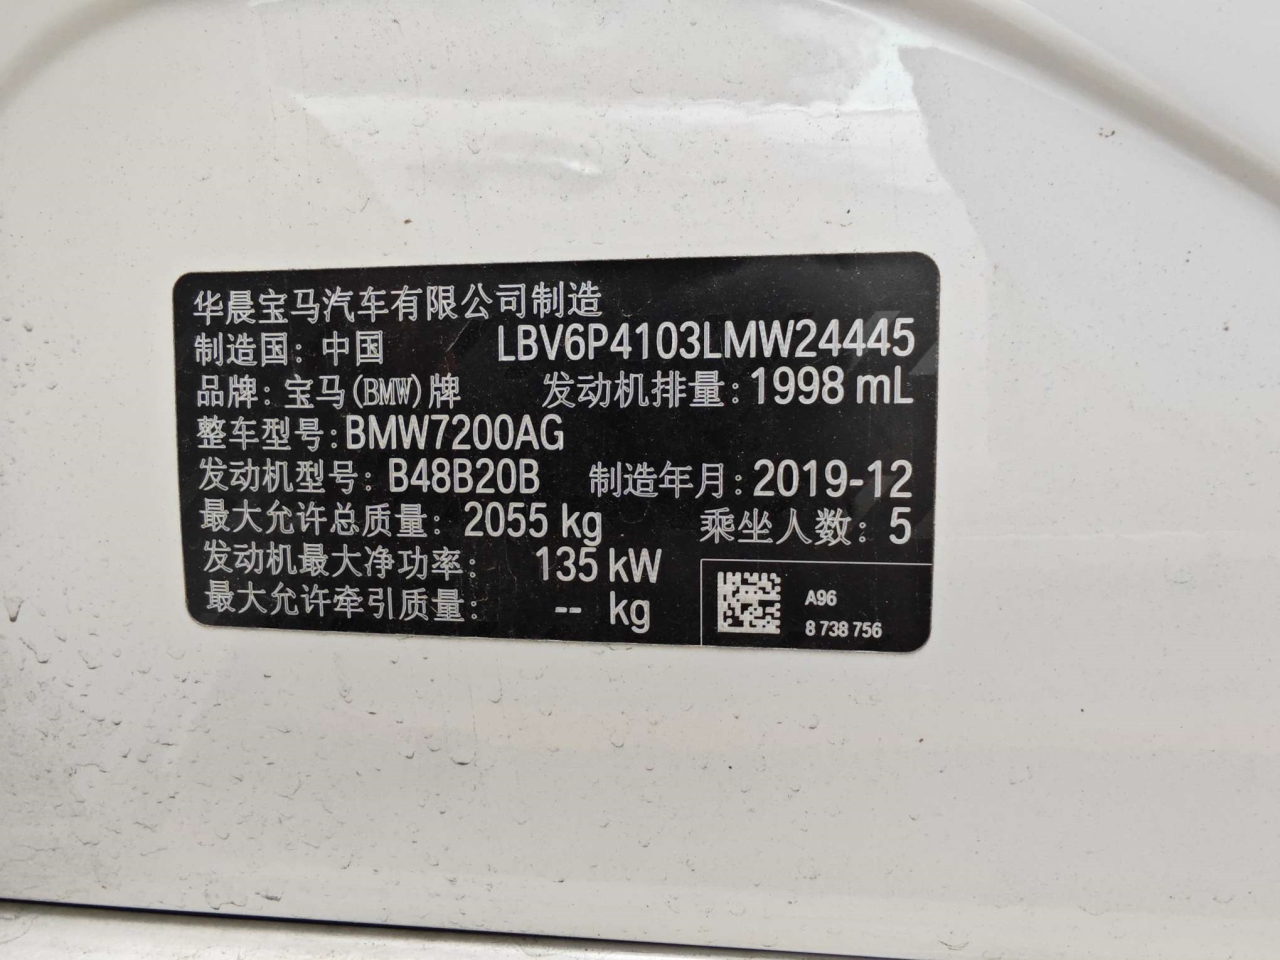 华晨宝马汽车有限公司制造
制造国: 中国 LBV6P4103LMW24445
品牌: 宝马(BMW)牌 发动机排量: 1998 mL
整车型号: BMW7200AG
发动机型号: B48B20B 制造年月: 2019-12
最大允许总质量: 2055 kg 乘坐人数: 5
发动机最大净功率: 135 kW
最大允许牵引质量: -- kg
A96
8 738 756